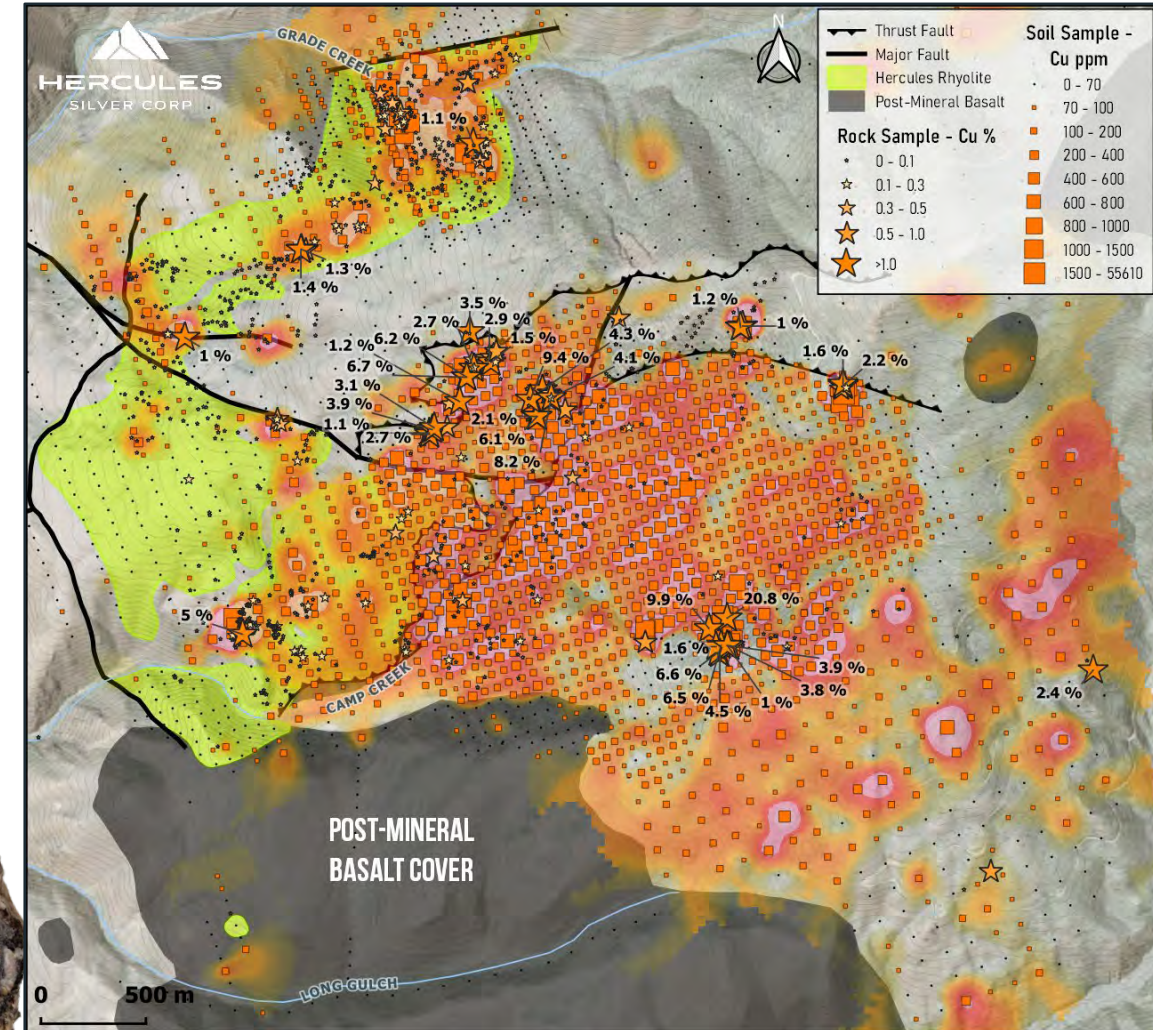 HERCULES
SILVER CORP
GRADE CREEK
N
Thrust Fault
Major Fault
Hercules Rhyolite
Post-Mineral Basalt
Rock Sample - Cu %
0 - 0.1
0.1 - 0.3
0.3 - 0.5
0.5 - 1.0
>1.0
Soil Sample -
Cu ppm
0 - 70
70 - 100
100 - 200
200 - 400
400 - 600
600 - 800
800 - 1000
1000 - 1500
1500 - 55610
1.1 %
1.3 %
1.4 %
1 %
3.5 %
2.7 %
2.9 %
1.2 %
6.2 %
1.5 %
4.3 %
1.2 %
1 %
6.7 %
9.4 %
4.1 %
1.6 %
2.2 %
3.1 %
3.9 %
1.1 %
2.1 %
2.7 %
6.1 %
8.2 %
5 %
9.9 %
20.8 %
1.6 %
6.6 %
3.9 %
6.5 %
3.8 %
4.5 %
1 %
2.4 %
CAMP CREEK
POST-MINERAL
BASALT COVER
LONG GULCH
0 500 m